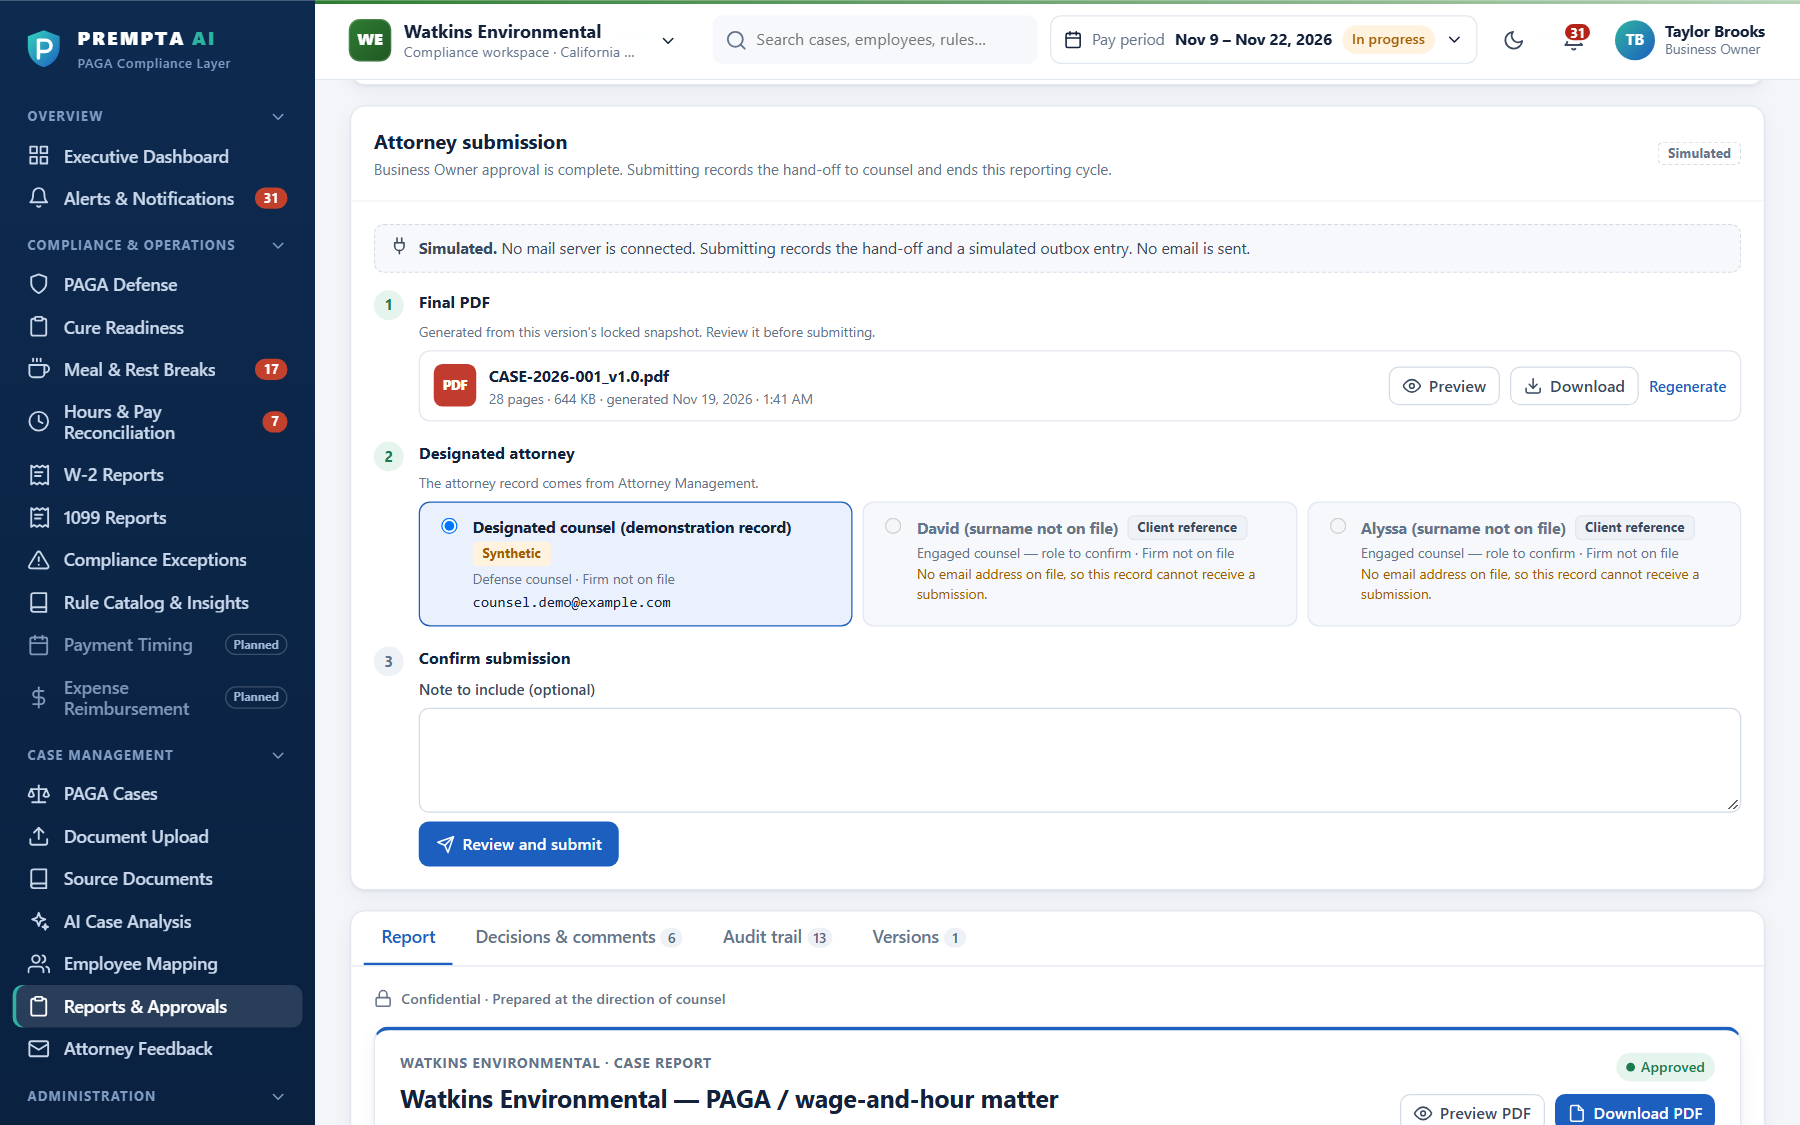 PREMPTA AI
PAGA Compliance Layer
OVERVIEW
Executive Dashboard
Alerts & Notifications 31
COMPLIANCE & OPERATIONS
PAGA Defense
Cure Readiness
Meal & Rest Breaks 17
Hours & Pay
Reconciliation 7
W-2 Reports
1099 Reports
Compliance Exceptions
Rule Catalog & Insights
Payment Timing Planned
Expense
Reimbursement Planned
CASE MANAGEMENT
PAGA Cases
Document Upload
Source Documents
AI Case Analysis
Employee Mapping
Reports & Approvals
Attorney Feedback
ADMINISTRATION
WE
Watkins Environmental
Compliance workspace · California ...
Search cases, employees, rules...
Pay period Nov 9 – Nov 22, 2026 In progress
31
TB
Taylor Brooks
Business Owner
Attorney submission
Business Owner approval is complete. Submitting records the hand-off to counsel and ends this reporting cycle.
Simulated
Simulated. No mail server is connected. Submitting records the hand-off and a simulated outbox entry. No email is sent.
1 Final PDF
Generated from this version's locked snapshot. Review it before submitting.
PDF
CASE-2026-001_v1.0.pdf
28 pages · 644 KB · generated Nov 19, 2026 · 1:41 AM
Preview
Download
Regenerate
2 Designated attorney
The attorney record comes from Attorney Management.
Designated counsel (demonstration record)
Synthetic
Defense counsel · Firm not on file
counsel.demo@example.com
David (surname not on file) Client reference
Engaged counsel — role to confirm · Firm not on file
No email address on file, so this record cannot receive a
submission.
Alyssa (surname not on file) Client reference
Engaged counsel — role to confirm · Firm not on file
No email address on file, so this record cannot receive a
submission.
3 Confirm submission
Note to include (optional)
Review and submit
Report
Decisions & comments 6
Audit trail 13
Versions 1
Confidential · Prepared at the direction of counsel
WATKINS ENVIRONMENTAL · CASE REPORT
Approved
Watkins Environmental — PAGA / wage-and-hour matter
Preview PDF
Download PDF